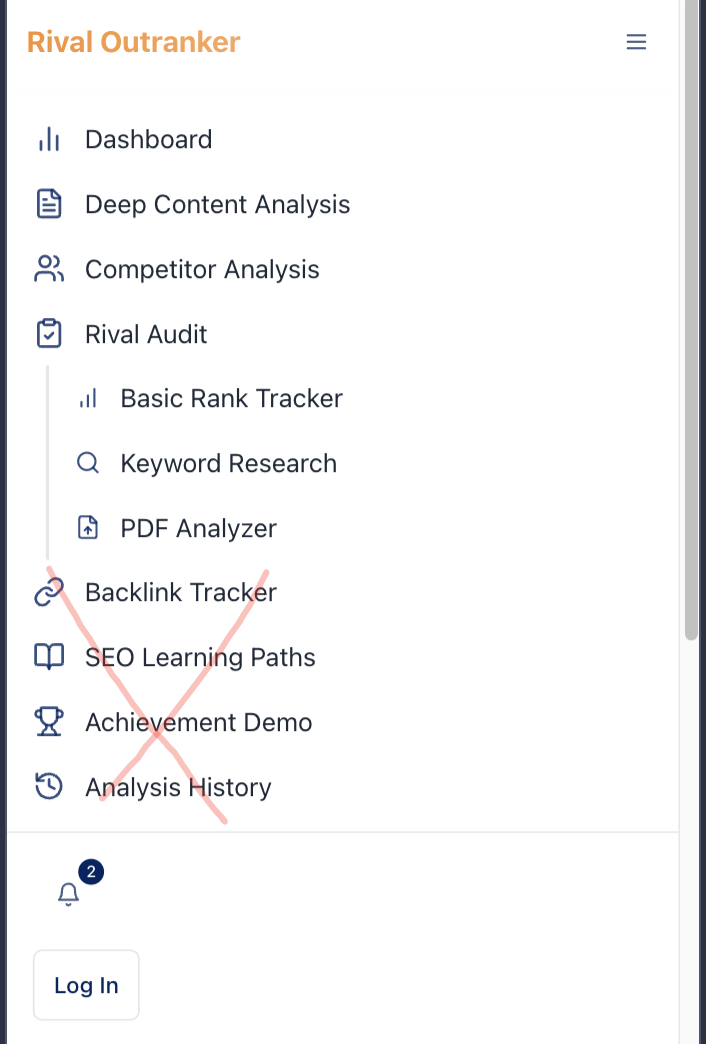 Rival Outranker
Dashboard
Deep Content Analysis
Competitor Analysis
Rival Audit
Basic Rank Tracker
Keyword Research
PDF Analyzer
Backlink Tracker
SEO Learning Paths
Achievement Demo
Analysis History
2
Log In